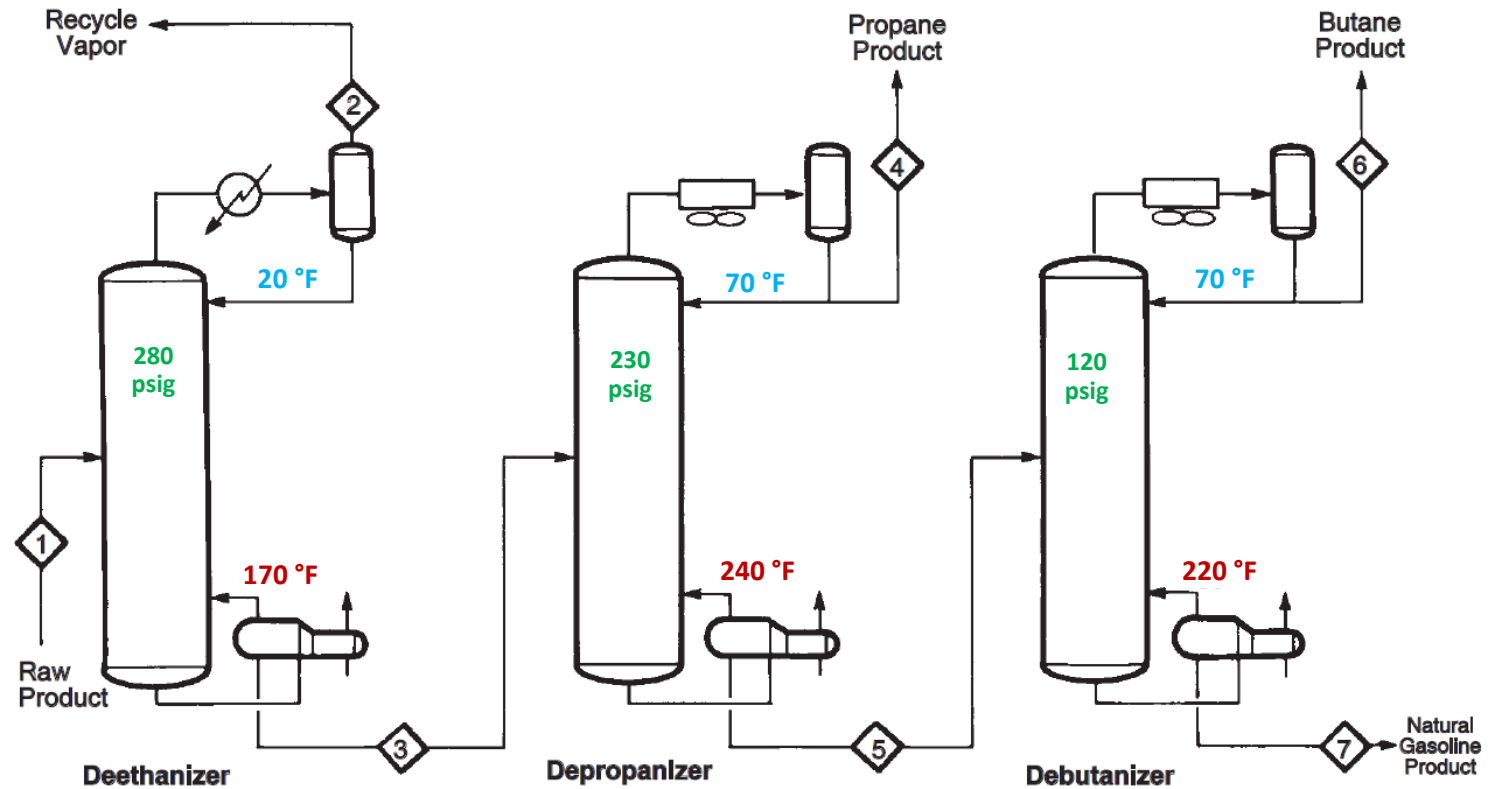 Recycle
Vapor
Propane
Product
Butane
Product
2
4
6
20 °F
70 °F
70 °F
280
psig
230
psig
120
psig
1
170 °F
240 °F
220 °F
Raw
Product
3
5
7
Natural
Gasoline
Product
Deethanizer
Depropanizer
Debutanizer